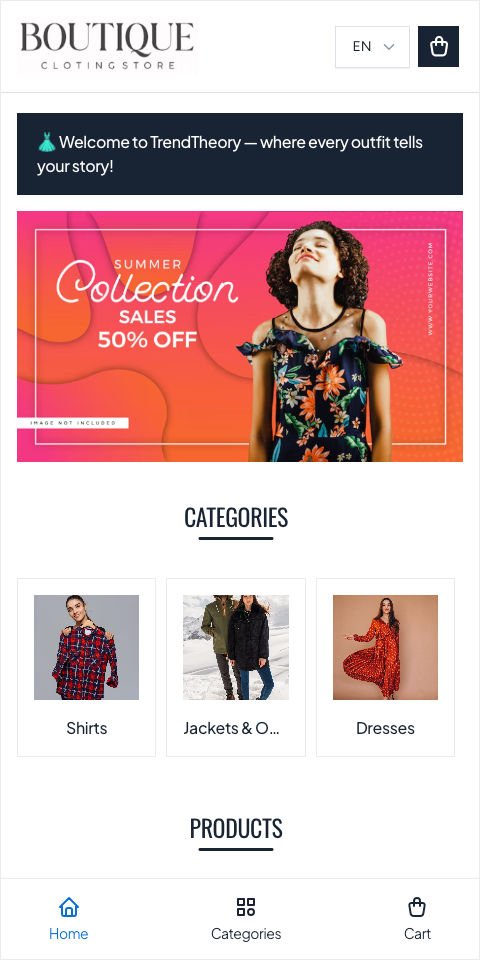 BOUTIQUE
CLOTINGSTORE
EN
👗 Welcome to TrendTheory — where every outfit tells
your story!
SUMMER
Collection
SALES
50% OFF
WWW.YOURWEBSITE.COM
IMAGE NOT INCLUDED
CATEGORIES
Shirts
Jackets & O...
Dresses
PRODUCTS
Home
Categories
Cart